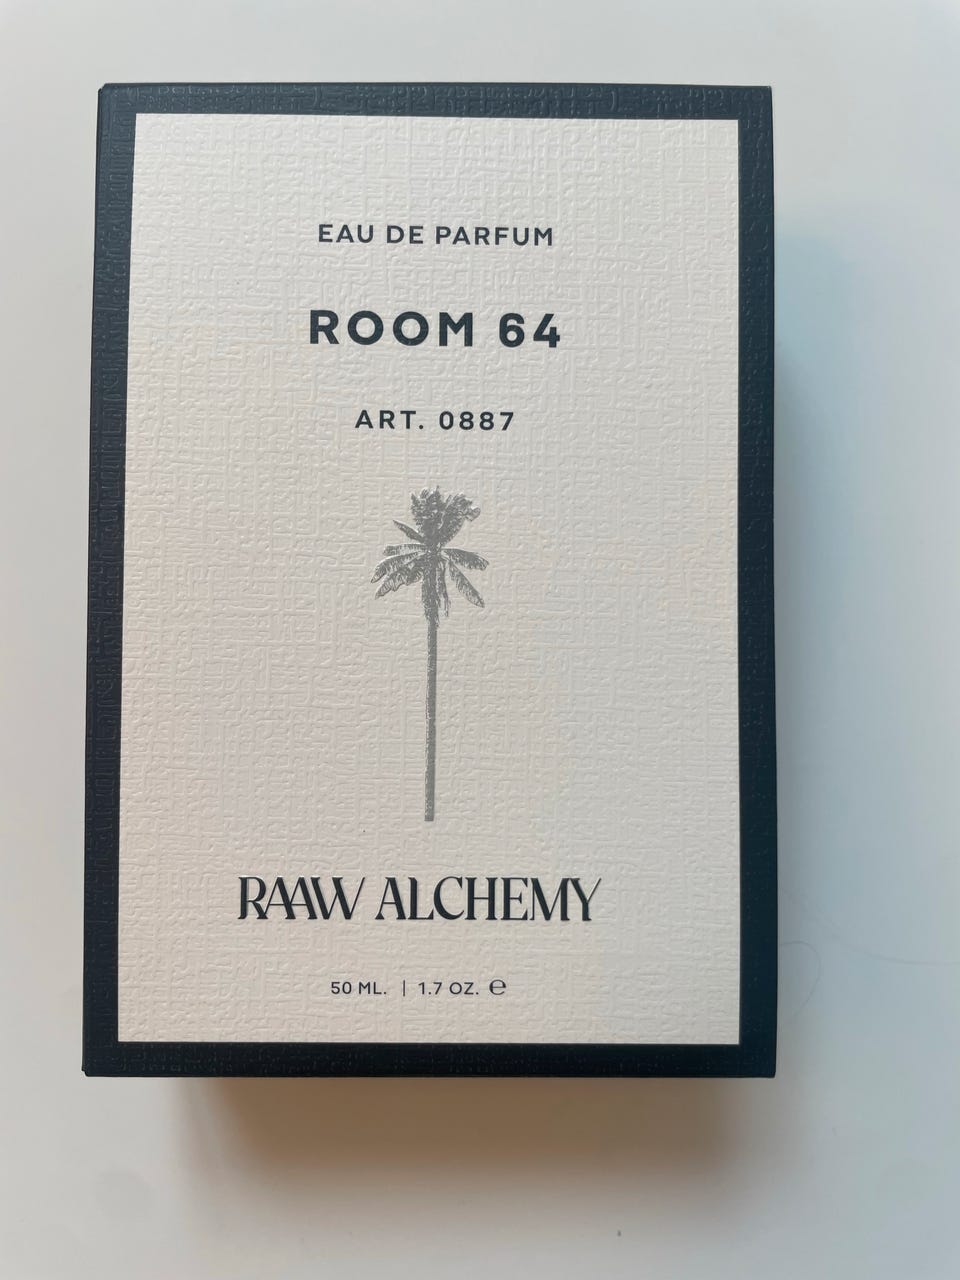 EAU DE PARFUM
ROOM 64
ART. 0887
RAAW ALCHEMY
50 ML. | 1.7 OZ. ℮